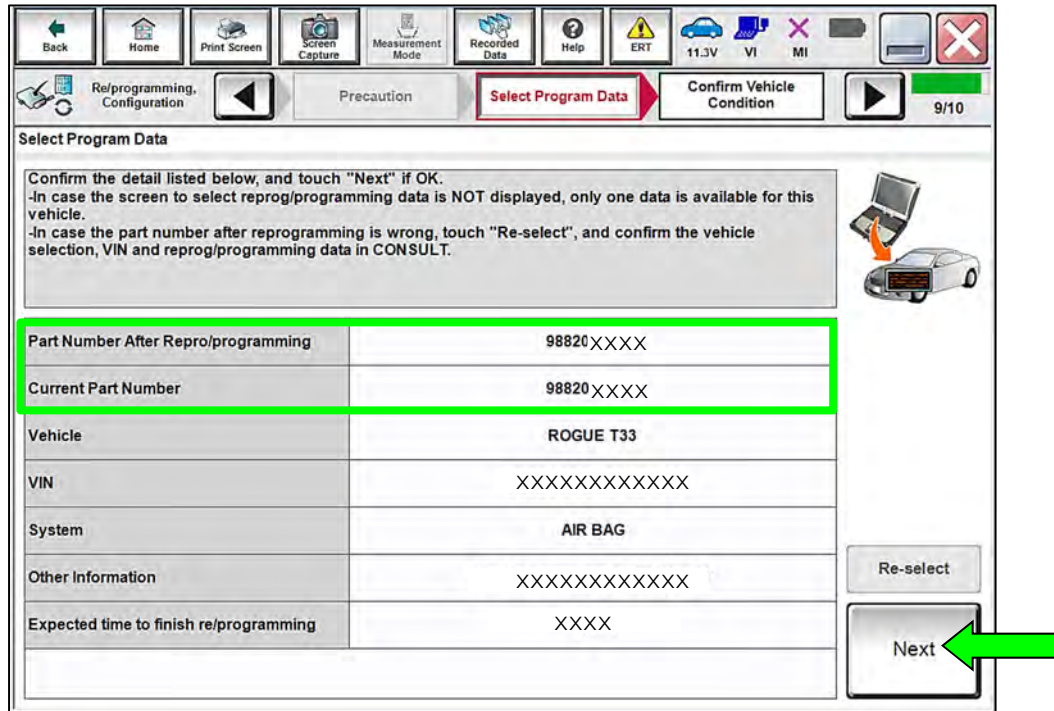 Back
Home
Print Screen
Screen
Capture
Measurement
Mode
Recorded
Data
Help
ERT
11.3V
VI
MI
Re/programming,
Configuration
Precaution
Select Program Data
Confirm Vehicle
Condition
9/10
Select Program Data
Confirm the detail listed below, and touch "Next" if OK.
-In case the screen to select reprog/programming data is NOT displayed, only one data is available for this
vehicle.
-In case the part number after reprogramming is wrong, touch "Re-select", and confirm the vehicle
selection, VIN and reprog/programming data in CONSULT.
Part Number After Repro/programming 98820XXXX
Current Part Number 98820XXXX
Vehicle ROGUE T33
VIN XXXXXXXXXXXX
System AIR BAG
Other Information XXXXXXXXXXXX
Expected time to finish re/programming XXXX
Re-select
Next